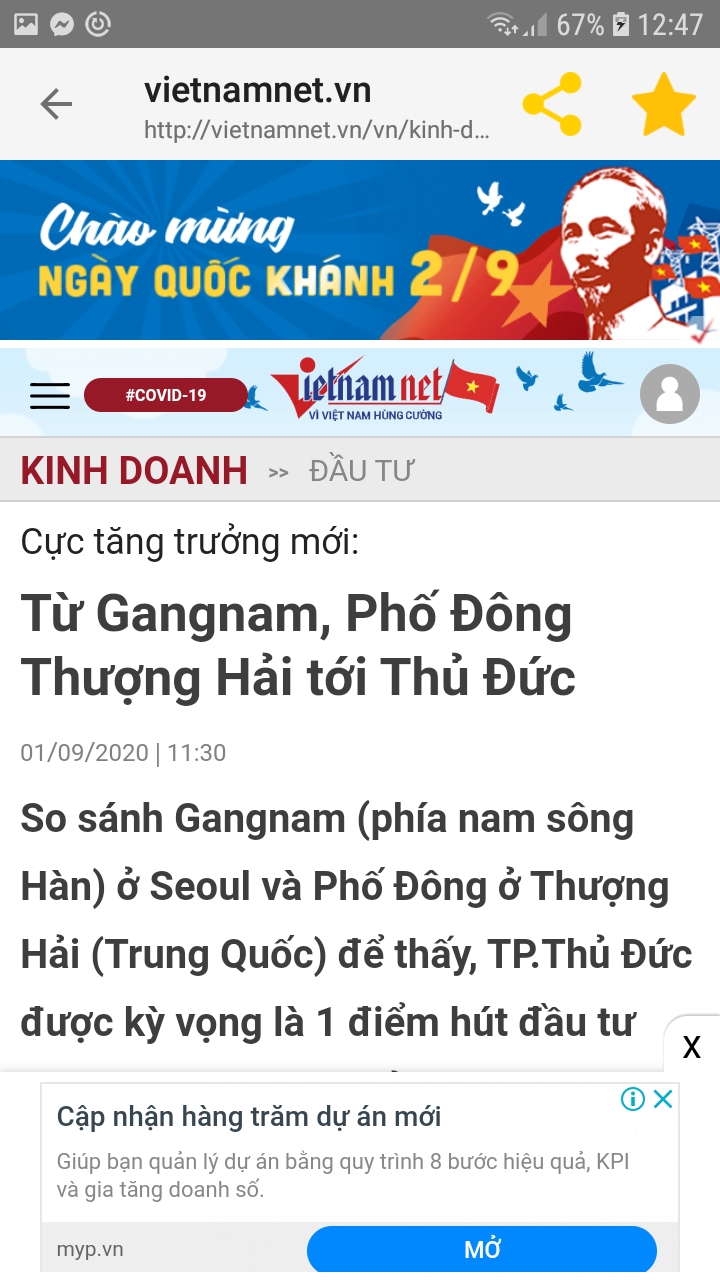 67% 12:47
vietnamnet.vn
http://vietnamnet.vn/vn/kinh-d...
Chào mừng
NGÀY QUỐC KHÁNH 2/9
#COVID-19
Vietnamnet
VÌ VIỆT NAM HÙNG CƯỜNG
KINH DOANH >> ĐẦU TƯ
Cực tăng trưởng mới:
Từ Gangnam, Phố Đông
Thượng Hải tới Thủ Đức
01/09/2020 | 11:30
So sánh Gangnam (phía nam sông
Hàn) ở Seoul và Phố Đông ở Thượng
Hải (Trung Quốc) để thấy, TP.Thủ Đức
được kỳ vọng là 1 điểm hút đầu tư
X
Cập nhận hàng trăm dự án mới
Giúp bạn quản lý dự án bằng quy trình 8 bước hiệu quả, KPI
và gia tăng doanh số.
myp.vn MỞ